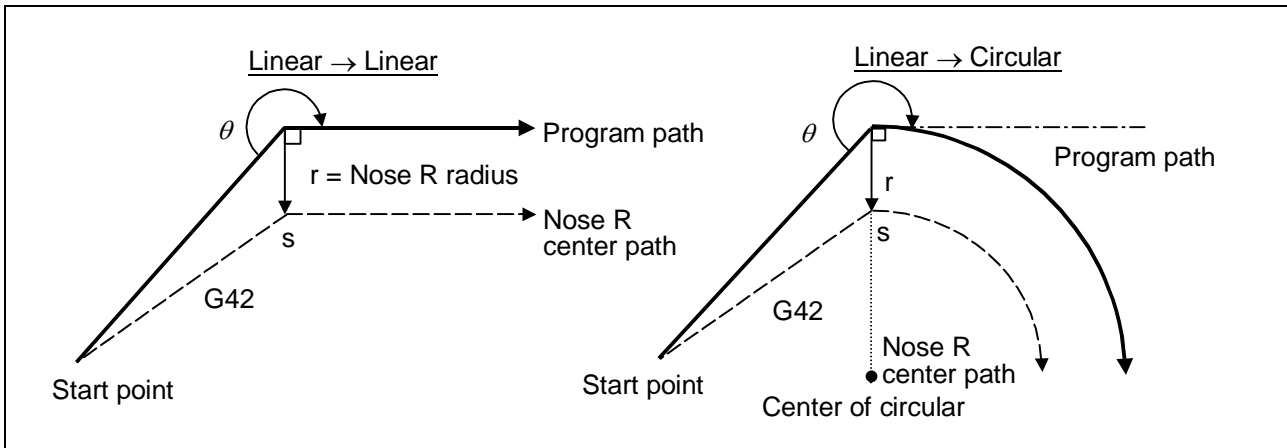 Linear → Linear
θ
Program path
r = Nose R radius
s
Nose R
center path
G42
Start point
Linear → Circular
θ
Program path
r
s
G42
Nose R
center path
Start point
Center of circular